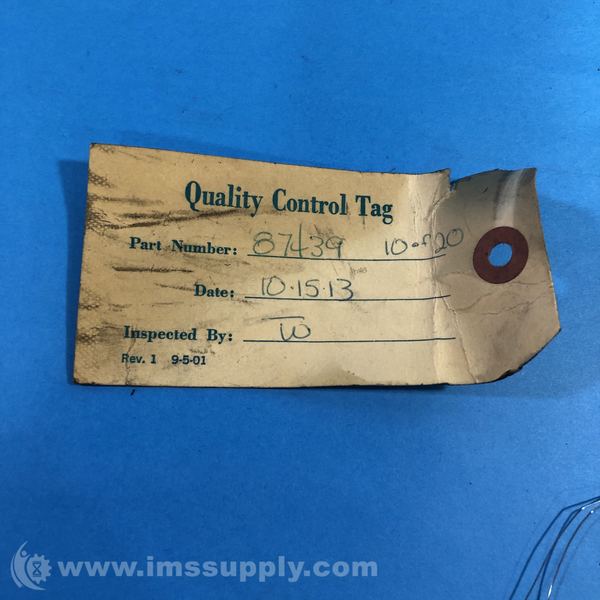 Quality Control Tag
Part Number: 87439 10 of 20
Date: 10.15.13
Inspected By: TW
Rev. 1 9-5-01
www.imssupply.com